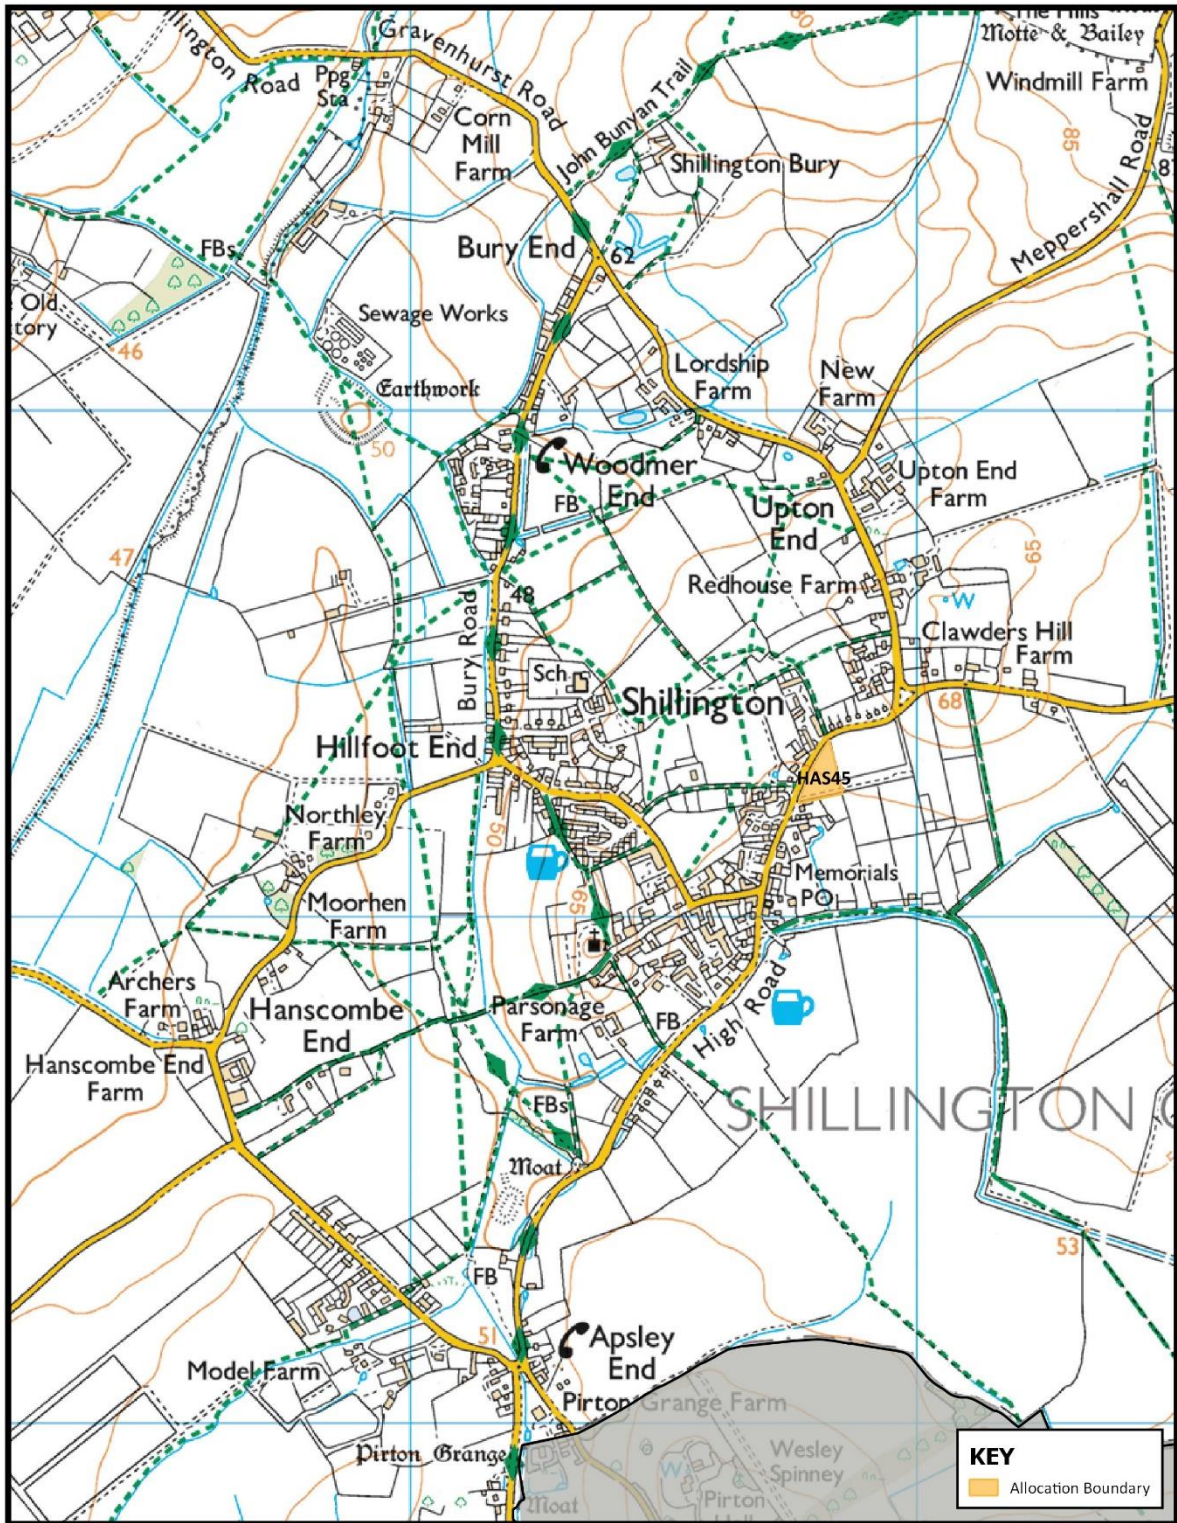 The Hills
Motte & Bailey
Windmill Farm
Gravenhurst Road
Road
Ppg
Sta
Corn
Mill
Farm
John Bunyan Trail
Shillington Bury
80
85
Meppershall Road
FBs
Bury End
62
Old
tory
46
Sewage Works
Earthwork
50
Lordship
Farm
New
Farm
Woodmer
End
FB
Upton End
Farm
Upton
End
47
48
Redhouse Farm
65
W
Clawders Hill
Farm
Bury Road
Sch
Shillington
68
Hillfoot End
HAS45
Northley
Farm
50
Moorhen
Farm
65
Memorials
PO
Archers
Farm
Hanscombe
End
Parsonage
Farm
FB
High Road
Hanscombe End
Farm
FBs
SHILLINGTON
Moat
53
FB
51
Apsley
End
Model Farm
Pirton Grange Farm
Pirton Grange
Wesley
Spinney
W
Pirton
Moat
KEY
Allocation Boundary